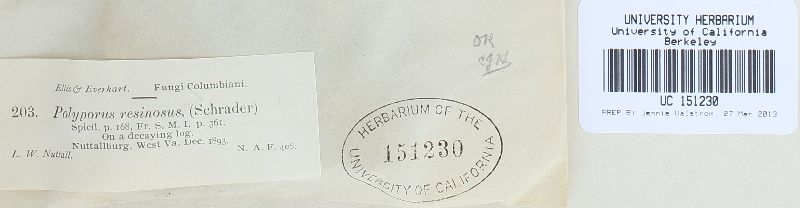 Ellis & Everhart. Fungi Columbiani.
203. Polyporus resinosus, (Schrader)
Spicil. p. 168, Fr. S. M. I, p. 361.
On a decaying log.
Nuttallburg, West Va. Dec. 1893.
L. W. Nuttall. N. A. F. 406.
OK
HERBARIUM OF THE
151230
UNIVERSITY OF CALIFORNIA
UNIVERSITY HERBARIUM
University of California
Berkeley
UC 151230
PREP BY Jennie Walstrom, 27 Mar 2013